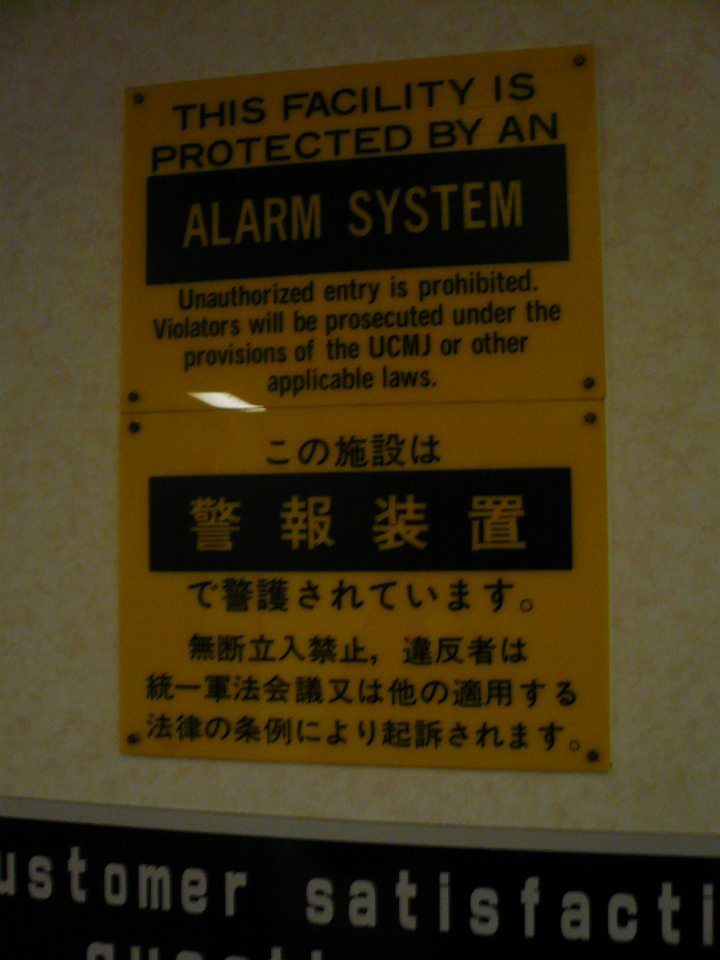 THIS FACILITY IS
PROTECTED BY AN
ALARM SYSTEM
Unauthorized entry is prohibited.
Violators will be prosecuted under the
provisions of the UCMJ or other
applicable laws.
この施設は
警報装置
で警護されています。
無断立入禁止，違反者は
統一軍法会議又は他の適用する
法律の条例により起訴されます。
ustomer satisfacti